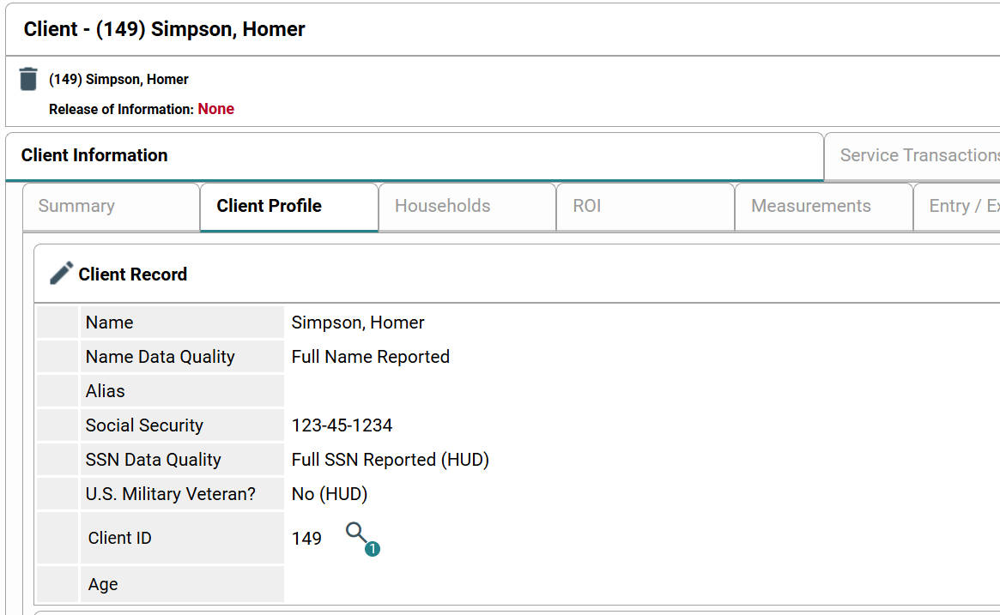 Client - (149) Simpson, Homer
(149) Simpson, Homer
Release of Information: None
Client Information
Service Transactions
Summary
Client Profile
Households
ROI
Measurements
Entry / Ex
Client Record
Name Simpson, Homer
Name Data Quality Full Name Reported
Alias
Social Security 123-45-1234
SSN Data Quality Full SSN Reported (HUD)
U.S. Military Veteran? No (HUD)
Client ID 149 1
Age